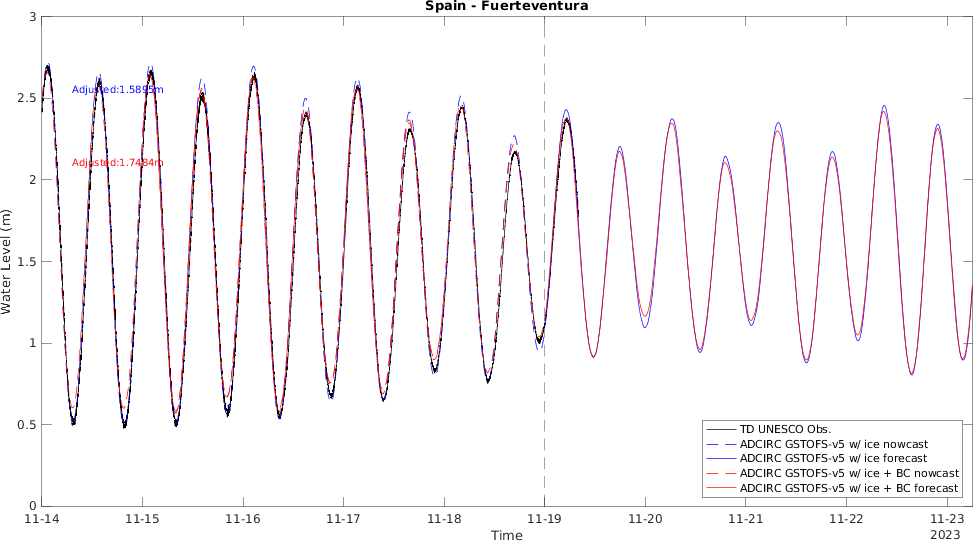 Spain - Fuerteventura
3
2.5
2
1.5
1
0.5
0
Water Level (m)
Adjusted:1.5895m
Adjusted:1.7484m
TD UNESCO Obs.
ADCIRC GSTOFS-v5 w/ ice nowcast
ADCIRC GSTOFS-v5 w/ ice forecast
ADCIRC GSTOFS-v5 w/ ice + BC nowcast
ADCIRC GSTOFS-v5 w/ ice + BC forecast
11-14 11-15 11-16 11-17 11-18 11-19 11-20 11-21 11-22 11-23
2023
Time